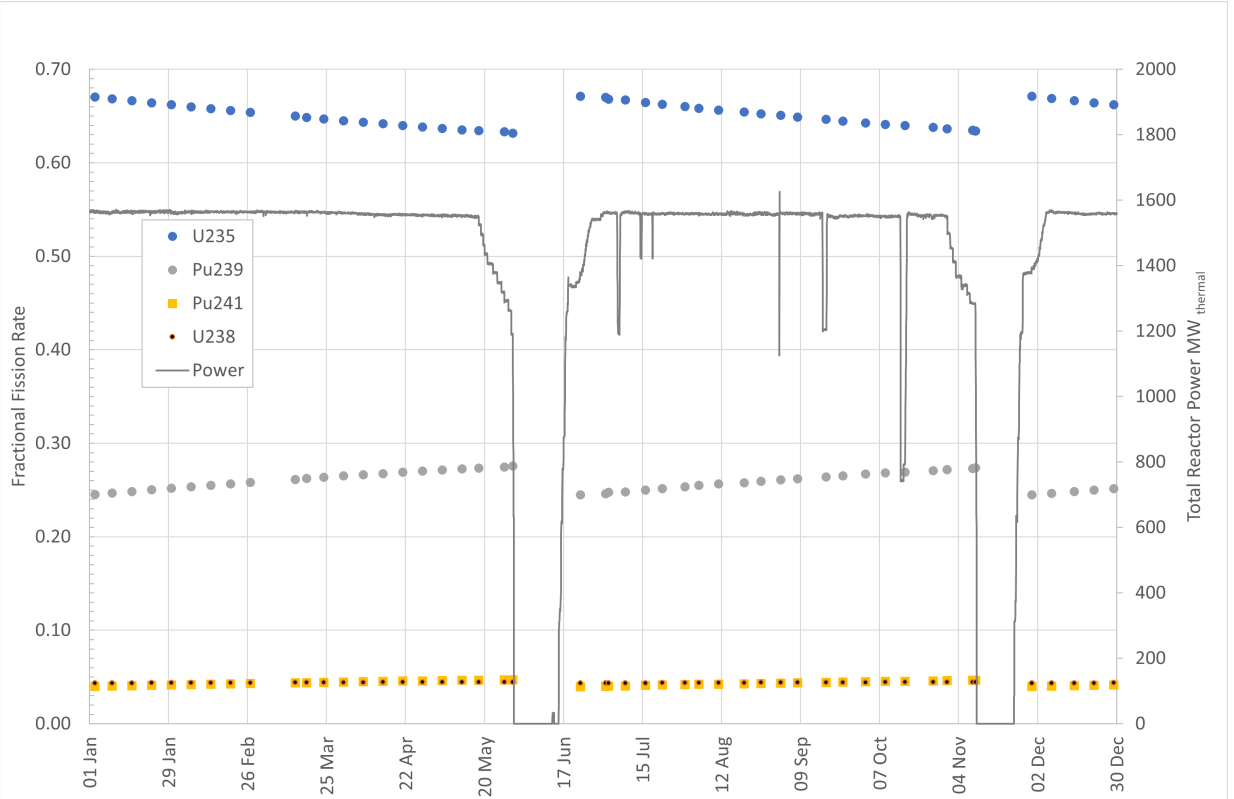 0.70
0.60
0.50
0.40
0.30
0.20
0.10
0.00
Fractional Fission Rate
2000
1800
1600
1400
1200
1000
800
600
400
200
0
Total Reactor Power MW thermal
U235
Pu239
Pu241
U238
Power
01 Jan
29 Jan
26 Feb
25 Mar
22 Apr
20 May
17 Jun
15 Jul
12 Aug
09 Sep
07 Oct
04 Nov
02 Dec
30 Dec